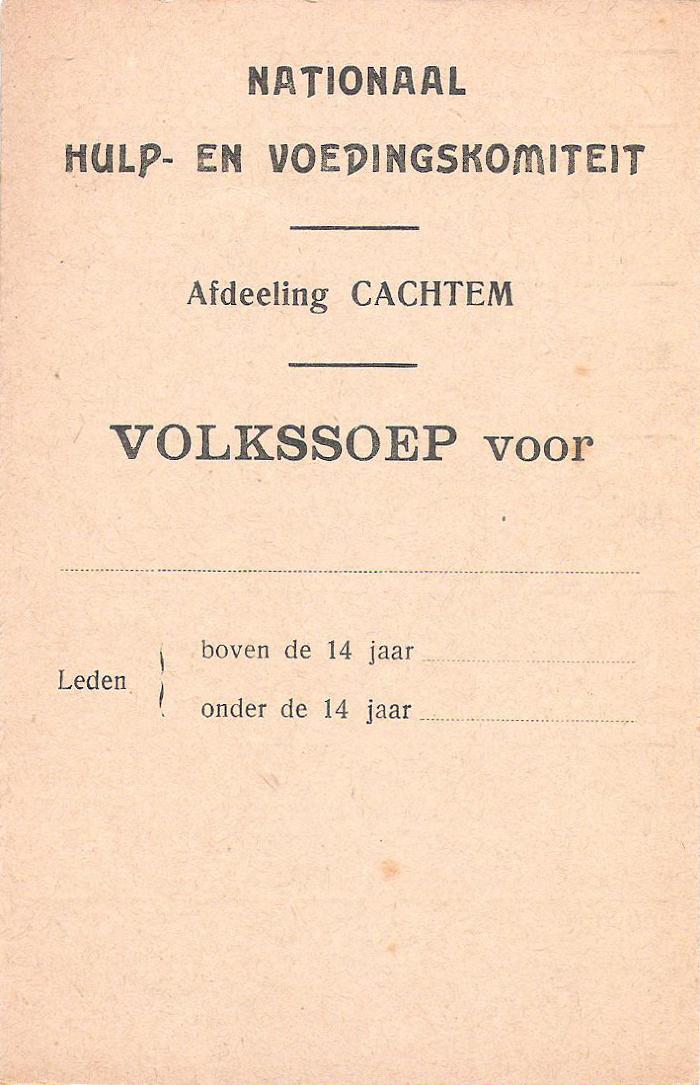 NATIONAAL
HULP- EN VOEDINGSKOMITEIT
Afdeeling CACHTEM
VOLKSSOEP voor
Leden
boven de 14 jaar
onder de 14 jaar